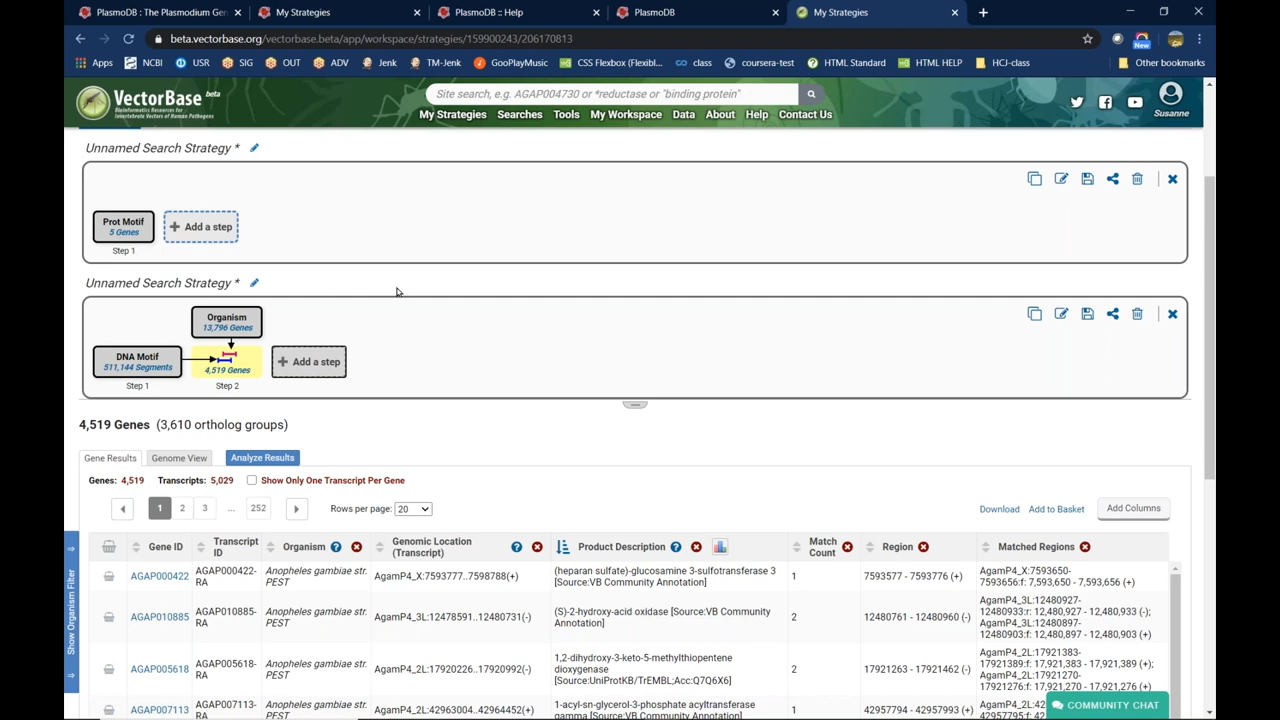 PlasmoDB : The Plasmodium Gen
My Strategies
PlasmoDB :: Help
PlasmoDB
My Strategies
beta.vectorbase.org/vectorbase.beta/app/workspace/strategies/159900243/206170813
New
Apps
NCBI
USR
SIG
OUT
ADV
Jenk
TM-Jenk
GooPlayMusic
CSS Flexbox (Flexibl...
class
coursera-test
HTML Standard
HTML HELP
HCJ-class
Other bookmarks
VectorBase beta
Bioinformatics Resources for
Invertebrate Vectors of Human Pathogens
Site search, e.g. AGAP004730 or *reductase or "binding protein"
My Strategies Searches Tools My Workspace Data About Help Contact Us
Susanne
Unnamed Search Strategy *
Prot Motif
5 Genes
+ Add a step
Step 1
Unnamed Search Strategy *
Organism
13,796 Genes
DNA Motif
511,144 Segments
4,519 Genes
+ Add a step
Step 1
Step 2
4,519 Genes (3,610 ortholog groups)
Gene Results Genome View Analyze Results
Genes: 4,519 Transcripts: 5,029 Show Only One Transcript Per Gene
1 2 3 ... 252 Rows per page: 20
Download Add to Basket Add Columns
Show Organism Filter
Gene ID
Transcript
ID
Organism
Genomic Location
(Transcript)
Product Description
Match
Count
Region
Matched Regions
AGAP000422
AGAP000422-
RA
Anopheles gambiae str.
PEST
AgamP4_X:7593777..7598788(+)
(heparan sulfate)-glucosamine 3-sulfotransferase 3
[Source:VB Community Annotation]
1
7593577 - 7593776 (+)
AgamP4_X:7593650-
7593656:f: 7,593,650 - 7,593,656 (+)
AGAP010885
AGAP010885-
RA
Anopheles gambiae str.
PEST
AgamP4_3L:12478591..12480731(-)
(S)-2-hydroxy-acid oxidase [Source:VB Community
Annotation]
2
12480761 - 12480960 (-)
AgamP4_3L:12480927-
12480933:f: 12,480,927 - 12,480,933 (-);
AgamP4_3L:12480897-
12480903:f: 12,480,897 - 12,480,903 (+)
AGAP005618
AGAP005618-
RA
Anopheles gambiae str.
PEST
AgamP4_2L:17920226..17920992(-)
1,2-dihydroxy-3-keto-5-methylthiopentene
dioxygenase
[Source:UniProtKB/TrEMBL;Acc:Q7Q6X6]
2
17921263 - 17921462 (-)
AgamP4_2L:17921383-
17921389:f: 17,921,383 - 17,921,389 (+);
AgamP4_2L:17921270-
17921276:f: 17,921,270 - 17,921,276 (+)
AGAP007113
AGAP007113-
RA
Anopheles gambiae str.
PEST
AgamP4_2L:42963004..42964452(+)
1-acyl-sn-glycerol-3-phosphate acyltransferase
gamma
1
42957794 - 42957993 (+)
COMMUNITY CHAT